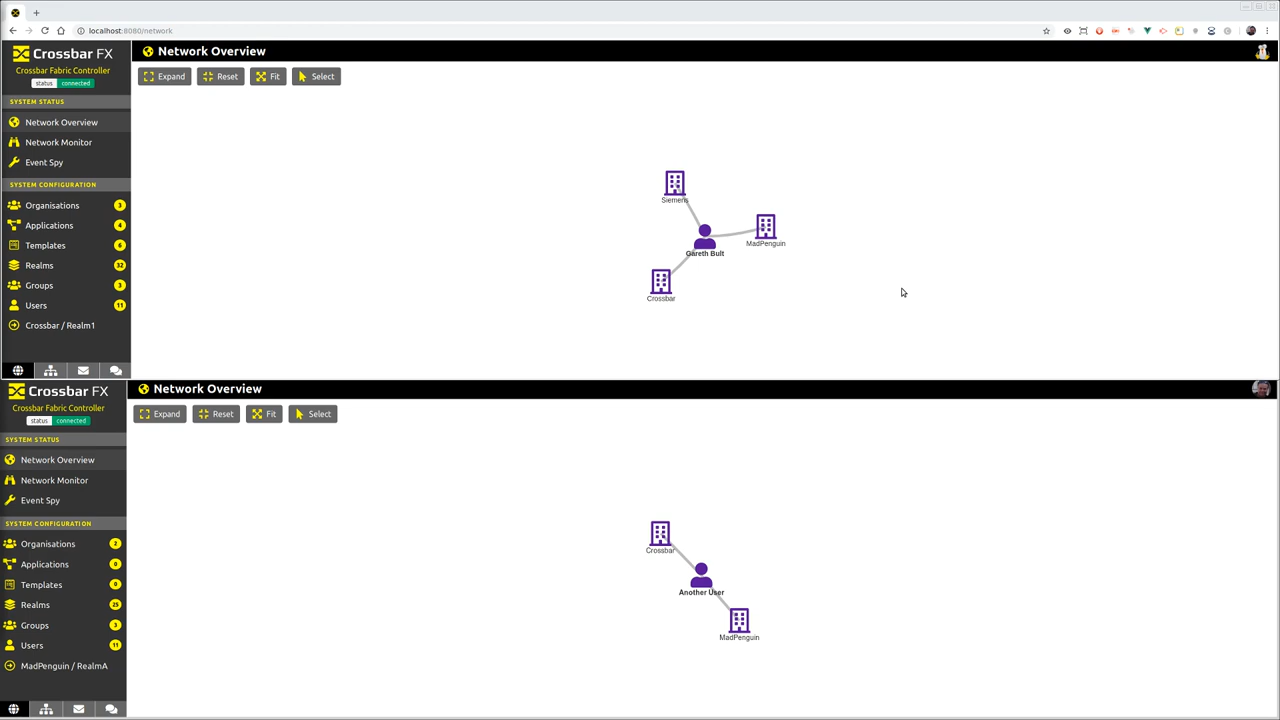 localhost:8080/network
Crossbar FX
Crossbar Fabric Controller
status connected
Network Overview
Expand Reset Fit Select
SYSTEM STATUS
Network Overview
Network Monitor
Event Spy
SYSTEM CONFIGURATION
Organisations 3
Applications 4
Templates 6
Realms 32
Groups 3
Users 11
Crossbar / Realm1
Siemens
MadPenguin
Gareth Bult
Crossbar
Crossbar FX
Crossbar Fabric Controller
status connected
Network Overview
Expand Reset Fit Select
SYSTEM STATUS
Network Overview
Network Monitor
Event Spy
SYSTEM CONFIGURATION
Organisations 2
Applications 0
Templates 0
Realms 25
Groups 3
Users 11
MadPenguin / RealmA
Crossbar
Another User
MadPenguin